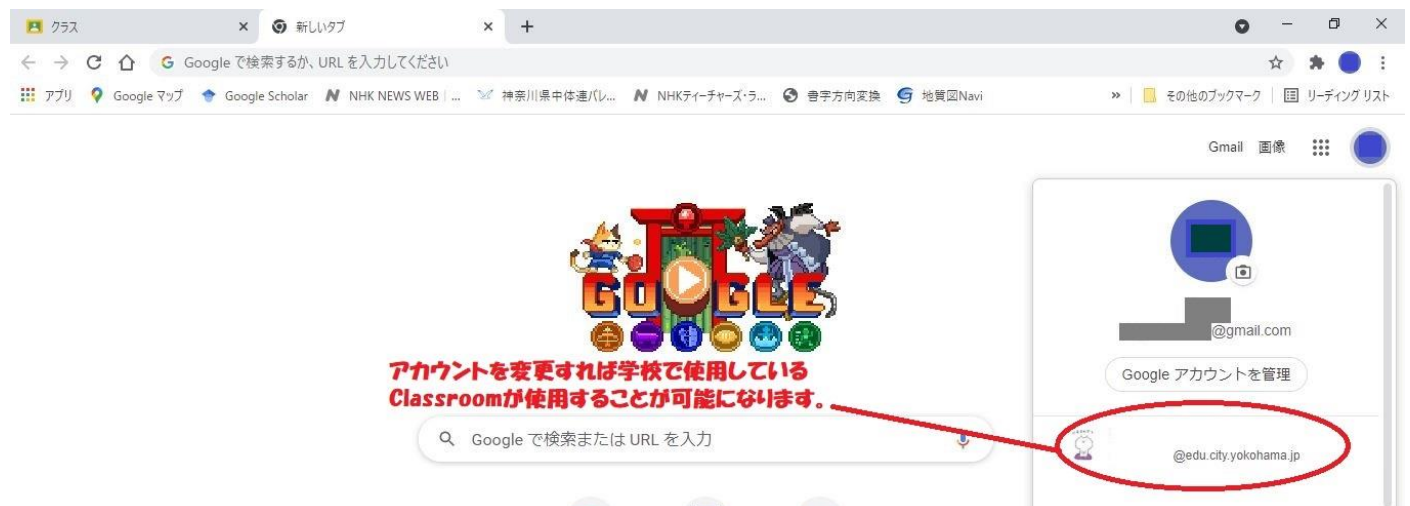 クラス
新しいタブ
Google で検索するか、URL を入力してください
アプリ Google マップ Google Scholar NHK NEWS WEB | ... 神奈川県中体連バレ... NHKティーチャーズ・ラ... 書字方向変換 地質図Navi » その他のブックマーク リーディング リスト
Gmail 画像
GOOGLE
@gmail.com
Google アカウントを管理
アカウントを変更すれば学校で使用している
Classroomが使用することが可能になります。
Google で検索または URL を入力
@edu.city.yokohama.jp